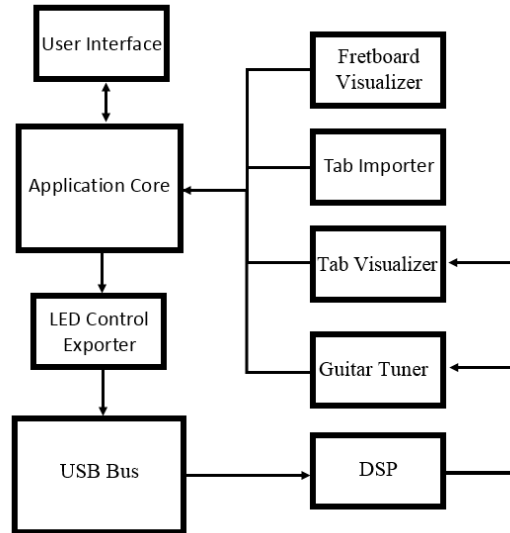 User Interface
Fretboard
Visualizer
Tab Importer
Application Core
Tab Visualizer
LED Control
Exporter
Guitar Tuner
USB Bus
DSP